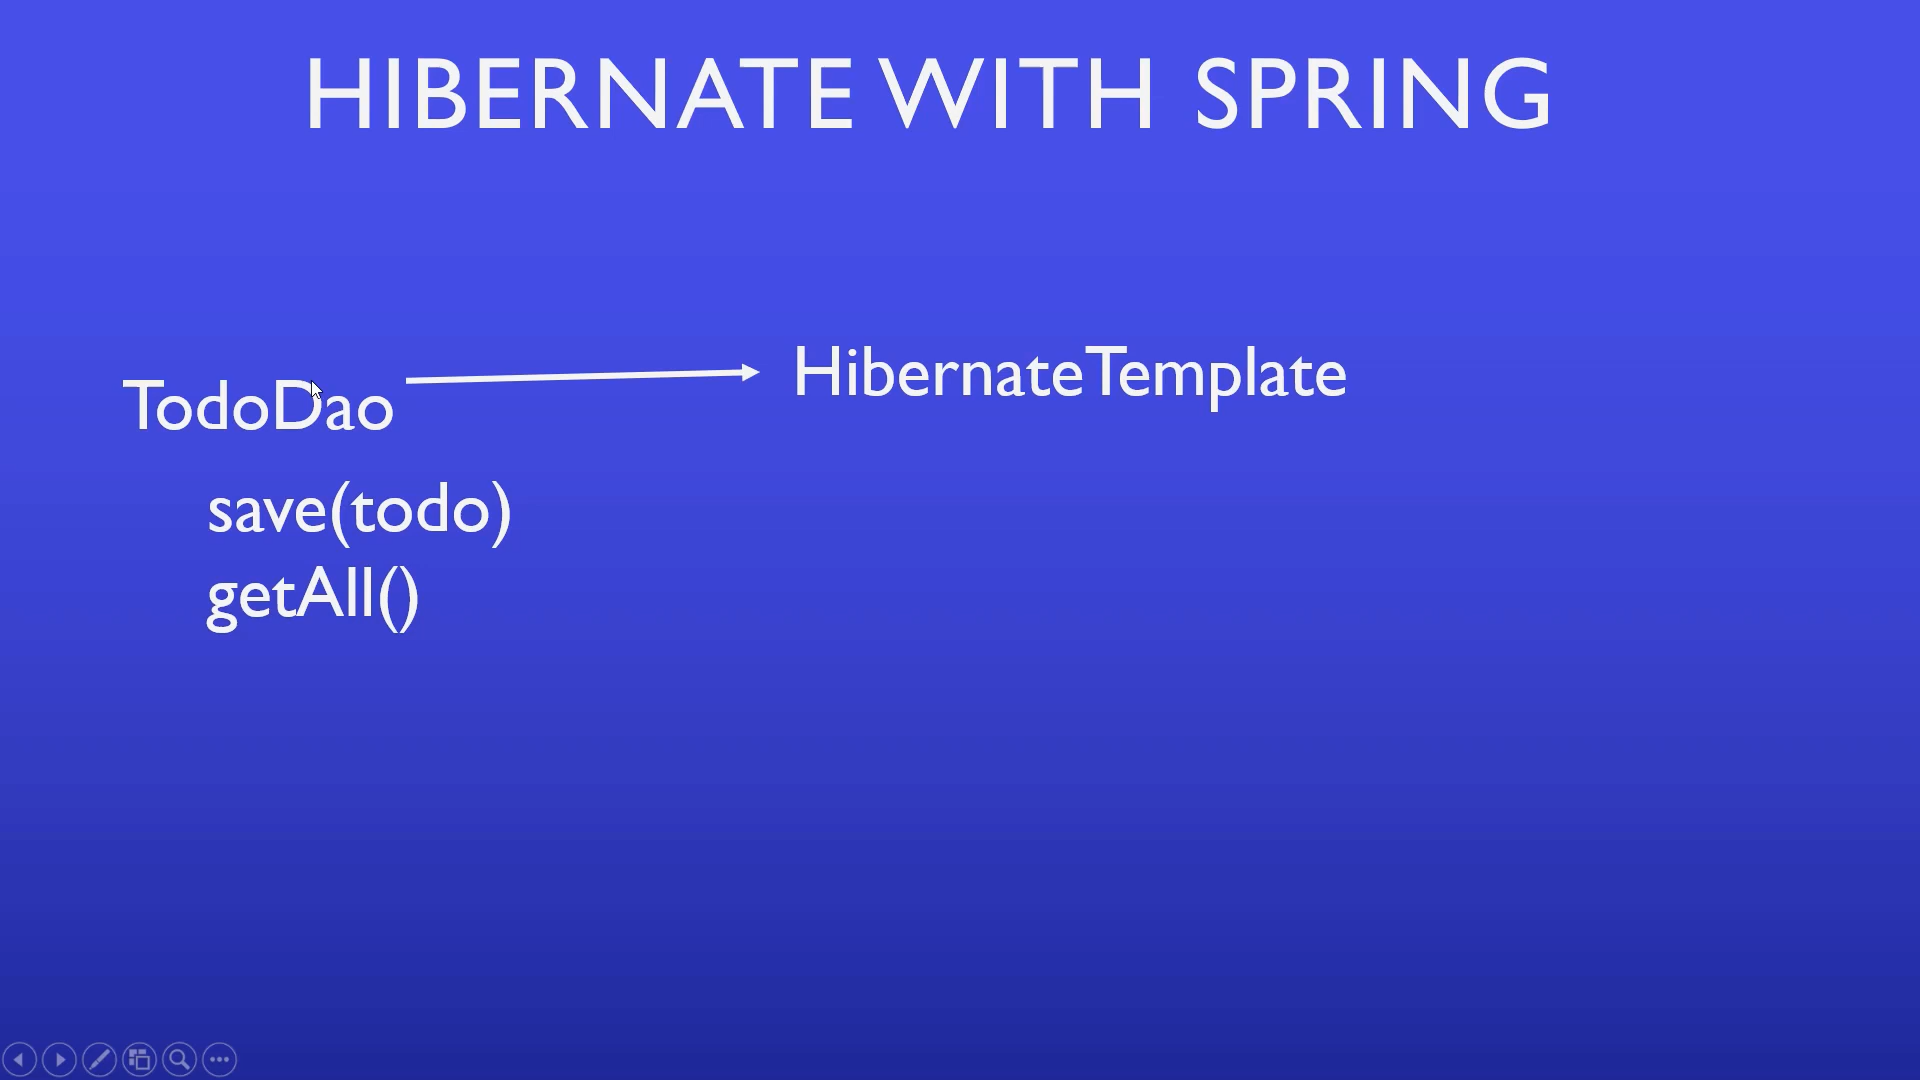 HIBERNATE WITH SPRING
TodoDao
HibernateTemplate
save(todo)
getAll()